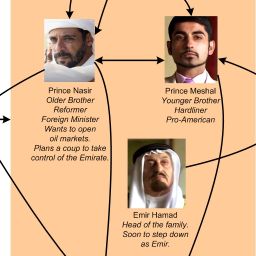 Prince Nasir
Older Brother
Reformer
Foreign Minister
Wants to open
oil markets.
Plans a coup to take
control of the Emirate.
Prince Meshal
Younger Brother
Hardliner
Pro-American
Emir Hamad
Head of the family.
Soon to step down
as Emir.